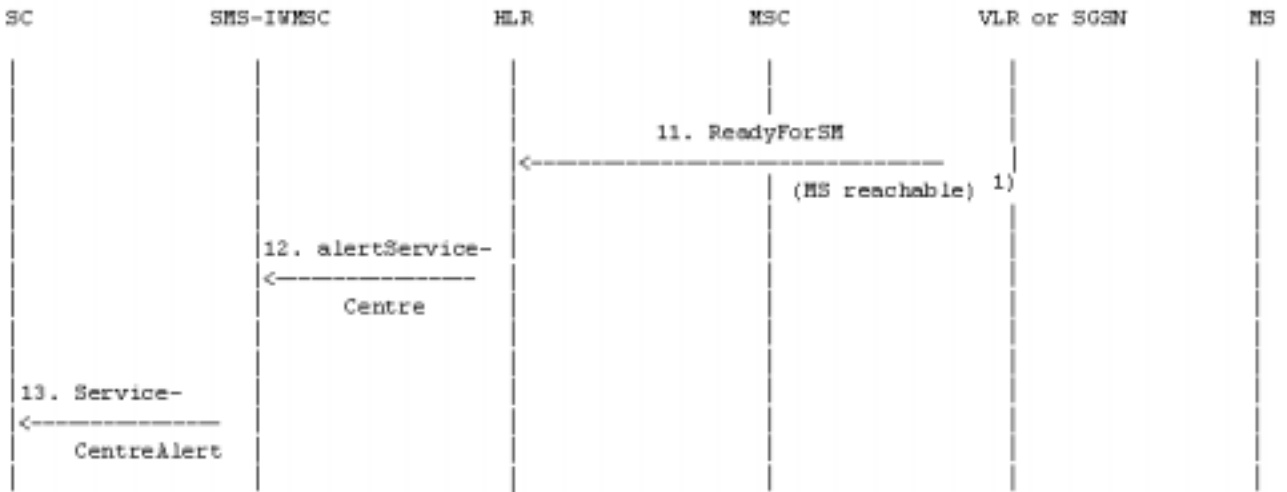 SC SMS-IWMSC HLR MSC VLR or SGSN MS
11. ReadyForSM
(MS reachable) 1)
12. alertService-
Centre
13. Service-
CentreAlert